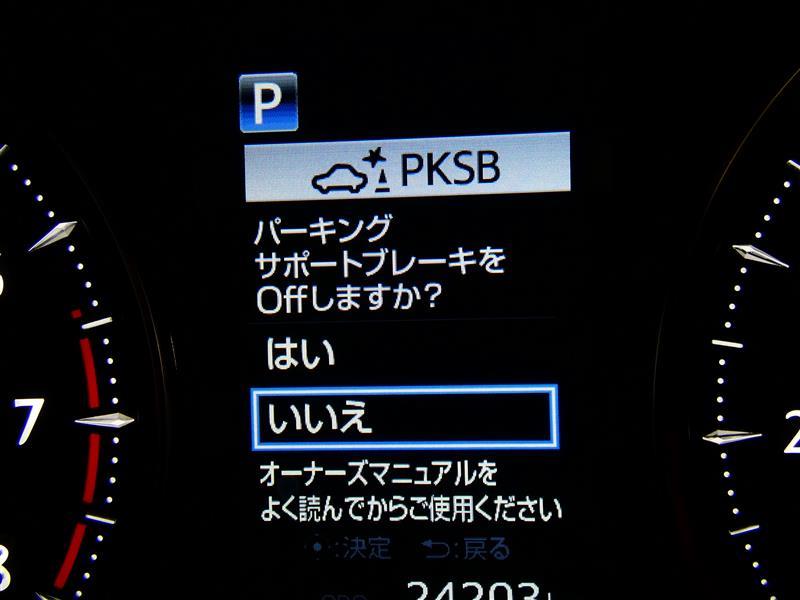 P
PKSB
パーキング
サポートブレーキを
Offしますか?
はい
7
いいえ
オーナーズマニュアルを
よく読んでからご使用ください
:決定 :戻る
24203